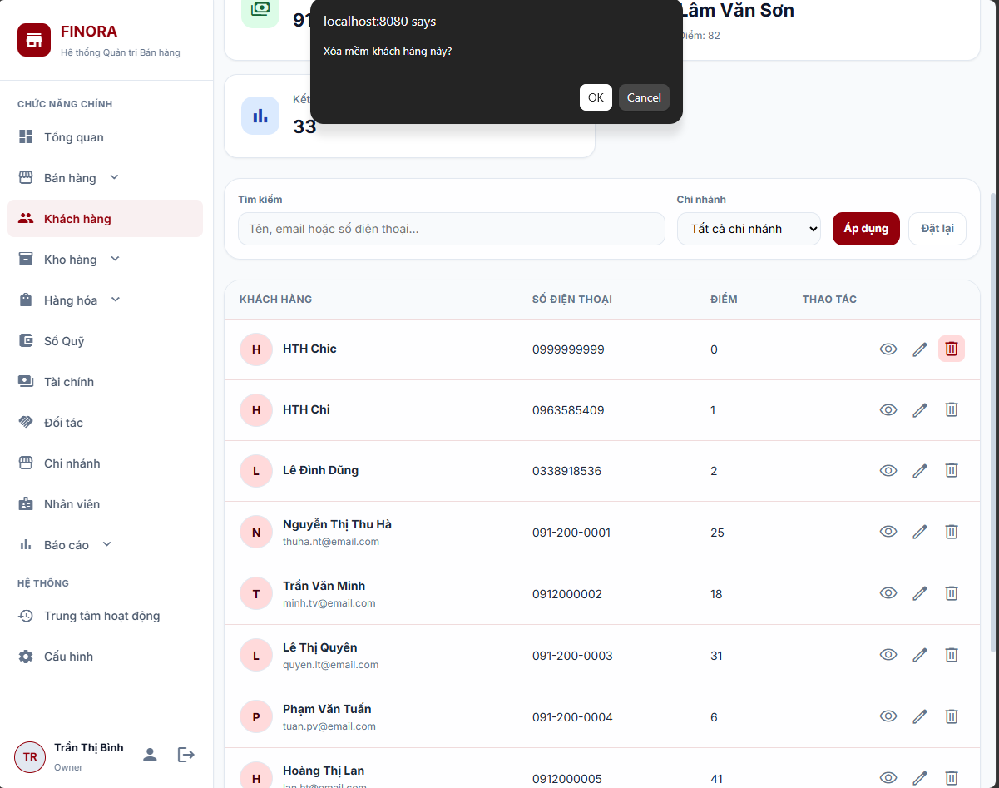 FINORA
Hệ thống Quản trị Bán hàng
CHỨC NĂNG CHÍNH
Tổng quan
Bán hàng
Khách hàng
Kho hàng
Hàng hóa
Sổ Quỹ
Tài chính
Đối tác
Chi nhánh
Nhân viên
Báo cáo
HỆ THỐNG
Trung tâm hoạt động
Cấu hình
TR
Trần Thị Bình
Owner
localhost:8080 says
Xóa mềm khách hàng này?
OK
Cancel
91
Lâm Văn Sơn
Điểm: 82
Kết
33
Tìm kiếm
Chi nhánh
Tên, email hoặc số điện thoại...
Tất cả chi nhánh
Áp dụng
Đặt lại
KHÁCH HÀNG SỐ ĐIỆN THOẠI ĐIỂM THAO TÁC
H HTH Chic 0999999999 0
H HTH Chi 0963585409 1
L Lê Đình Dũng 0338918536 2
N Nguyễn Thị Thu Hà 091-200-0001 25
thuha.nt@email.com
T Trần Văn Minh 0912000002 18
minh.tv@email.com
L Lê Thị Quyên 091-200-0003 31
quyen.lt@email.com
P Phạm Văn Tuấn 091-200-0004 6
tuan.pv@email.com
H Hoàng Thị Lan 0912000005 41
lan.ht@email.com